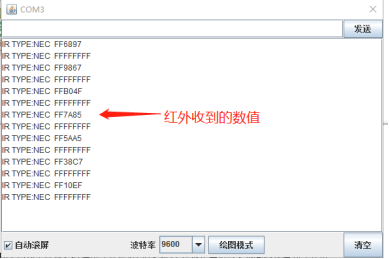 COM3
发送
IR TYPE:NEC FF6897
IR TYPE:NEC FFFFFFFF
IR TYPE:NEC FF9867
IR TYPE:NEC FFFFFFFF
IR TYPE:NEC FFB04F
IR TYPE:NEC FFFFFFFF
IR TYPE:NEC FF7A85
红外收到的数值
IR TYPE:NEC FFFFFFFF
IR TYPE:NEC FF5AA5
IR TYPE:NEC FFFFFFFF
IR TYPE:NEC FF38C7
IR TYPE:NEC FFFFFFFF
IR TYPE:NEC FF10EF
IR TYPE:NEC FFFFFFFF
自动滚屏 波特率 9600 绘图模式 清空